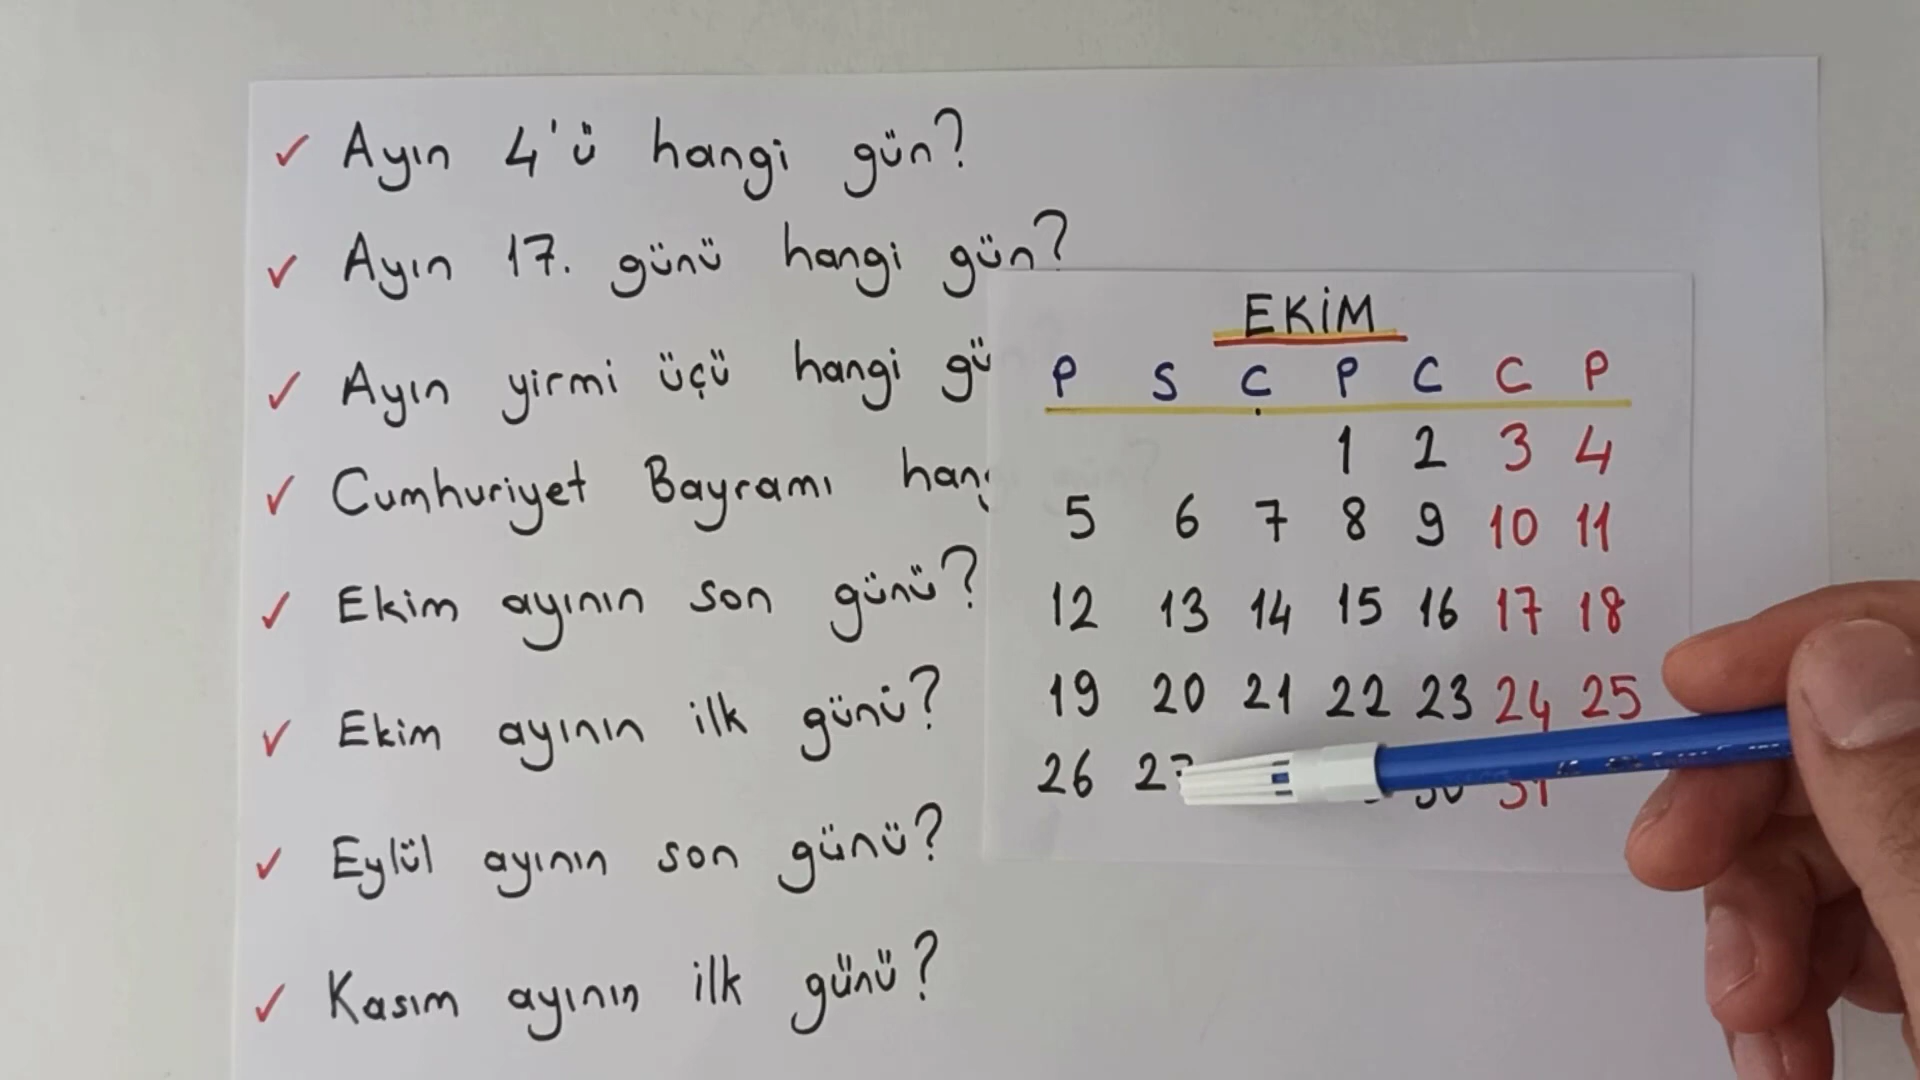 Ayın 4'ü hangi gün?
Ayın 17. günü hangi gün?
Ayın yirmi üçü hangi
Cumhuriyet Bayramı
Ekim ayının son günü?
Ekim ayının ilk günü?
Eylül ayının son günü?
Kasım ayının ilk günü?
EKİM
P S Ç P C C P
1 2 3 4
5 6 7 8 9 10 11
12 13 14 15 16 17 18
19 20 21 22 23 24 25
26